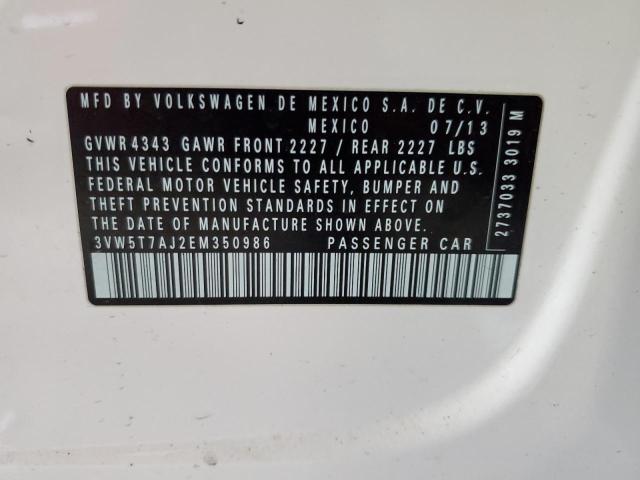 MFD BY VOLKSWAGEN DE MEXICO S.A. DE C.V.
MEXICO 07/13
GVWR 4343 GAWR FRONT 2227 / REAR 2227 LBS
THIS VEHICLE CONFORMS TO ALL APPLICABLE U.S.
FEDERAL MOTOR VEHICLE SAFETY, BUMPER AND
THEFT PREVENTION STANDARDS IN EFFECT ON
THE DATE OF MANUFACTURE SHOWN ABOVE.
3VW5T7AJ2EM350986 PASSENGER CAR
2737033 3019 M